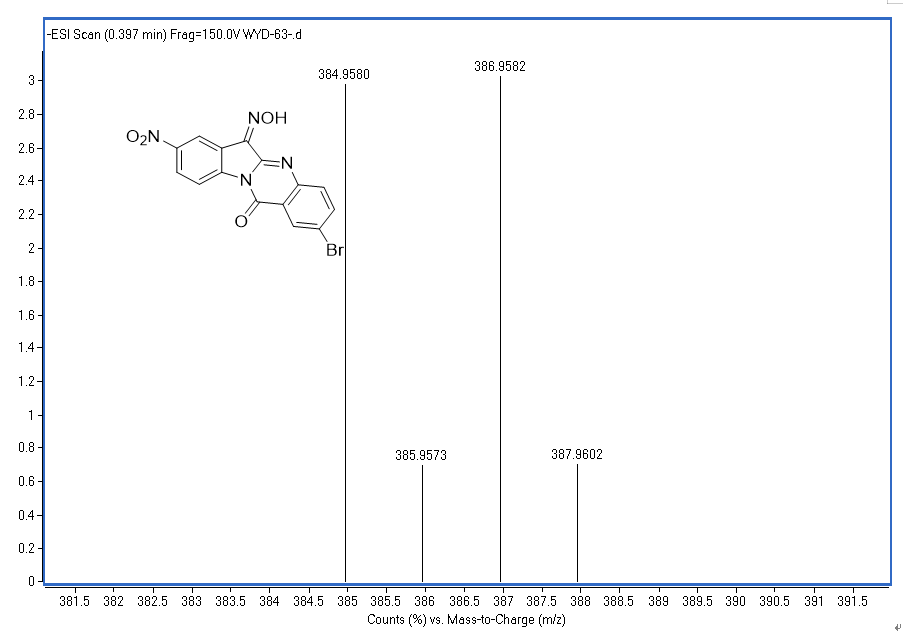 -ESI Scan (0.397 min) Frag=150.0V WYD-63-.d
386.9582
384.9580
3
2.8
2.6
2.4
2.2
2
1.8
1.6
1.4
1.2
1
0.8
0.6
0.4
0.2
0
NOH
O₂N
N
N
O
Br
385.9573
387.9602
381.5 382 382.5 383 383.5 384 384.5 385 385.5 386 386.5 387 387.5 388 388.5 389 389.5 390 390.5 391 391.5
Counts (%) vs. Mass-to-Charge (m/z)